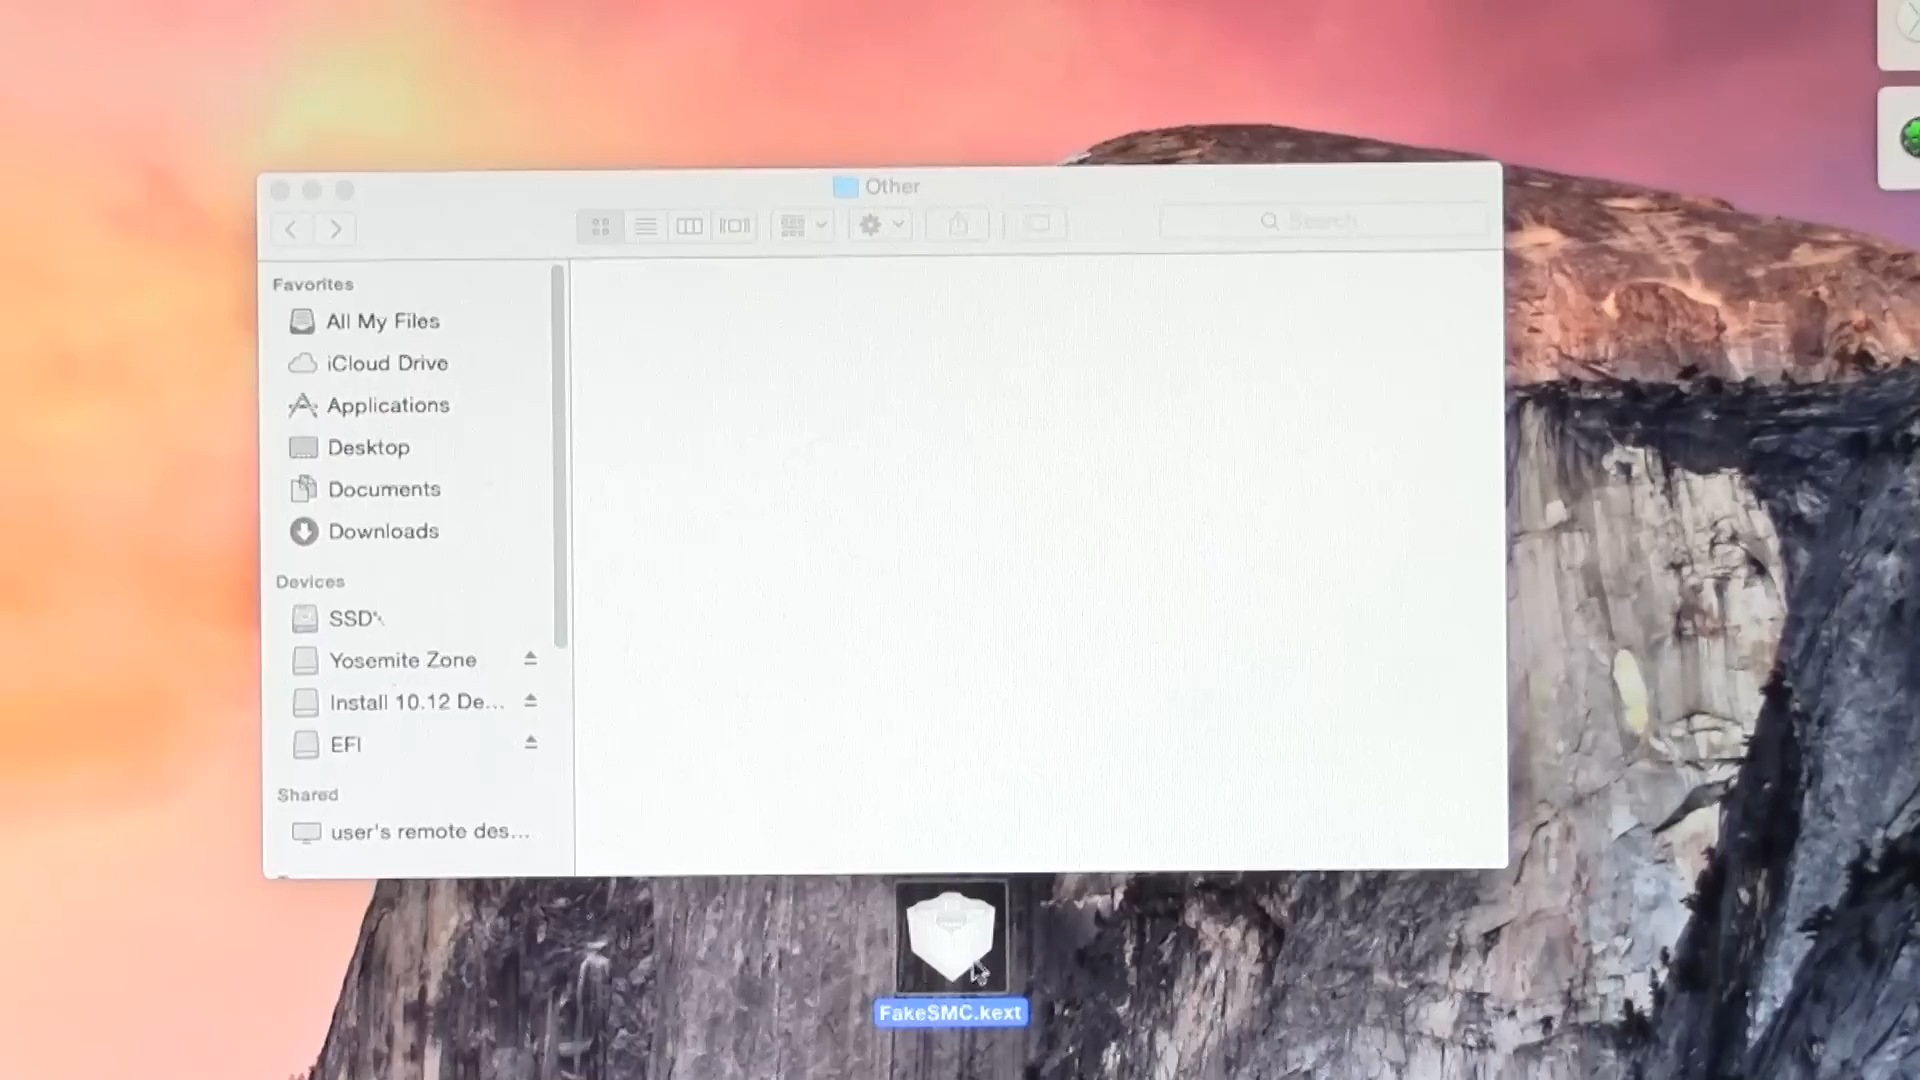 Other
Search
Favorites
All My Files
iCloud Drive
Applications
Desktop
Documents
Downloads
Devices
SSD
Yosemite Zone
Install 10.12 De...
EFI
Shared
user's remote des...
FakeSMC.kext